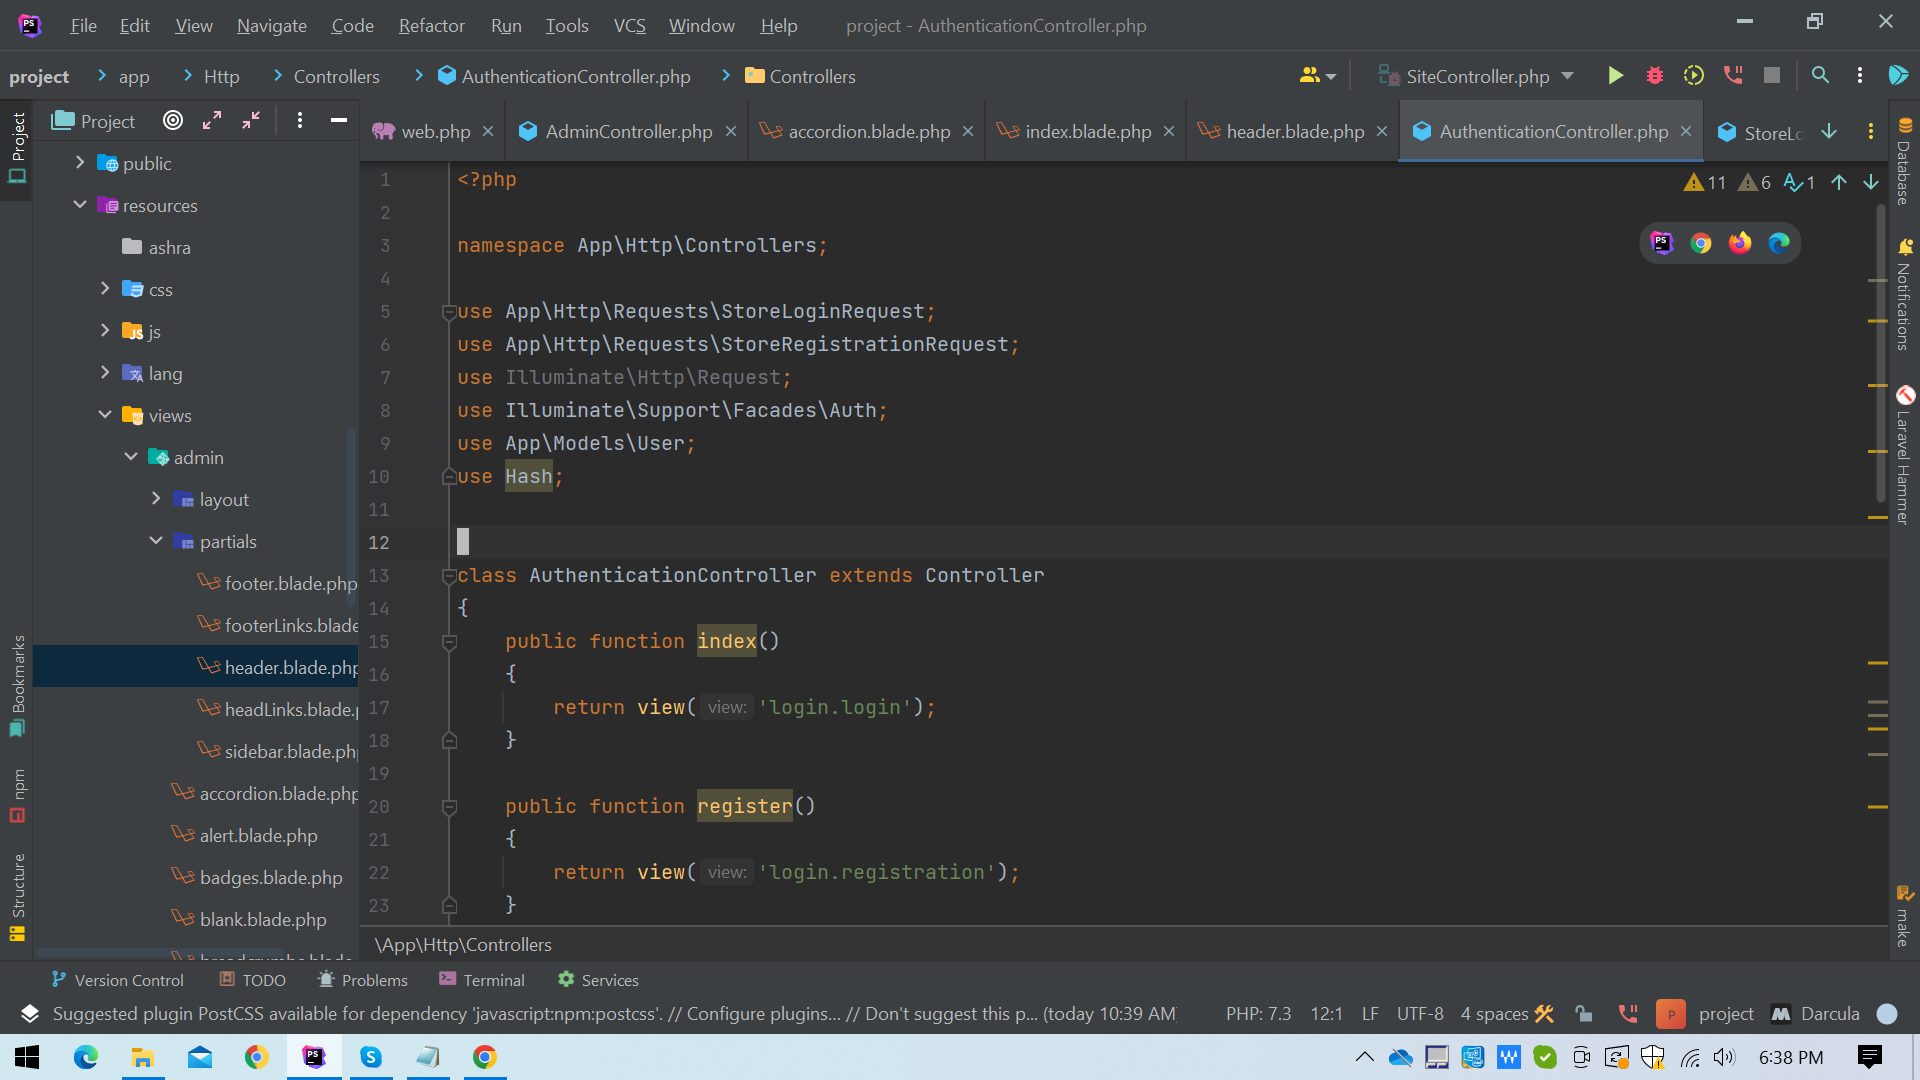 File Edit View Navigate Code Refactor Run Tools VCS Window Help project - AuthenticationController.php
project app Http Controllers AuthenticationController.php Controllers SiteController.php
Project
web.php AdminController.php accordion.blade.php index.blade.php header.blade.php AuthenticationController.php StoreLo
public
resources
ashra
css
js
lang
views
admin
layout
partials
footer.blade.php
footerLinks.blade
header.blade.php
headLinks.blade.
sidebar.blade.ph
accordion.blade.php
alert.blade.php
badges.blade.php
blank.blade.php
1 <?php
2
3 namespace App\Http\Controllers;
4
5 use App\Http\Requests\StoreLoginRequest;
6 use App\Http\Requests\StoreRegistrationRequest;
7 use Illuminate\Http\Request;
8 use Illuminate\Support\Facades\Auth;
9 use App\Models\User;
10 use Hash;
11
12
13 class AuthenticationController extends Controller
14 {
15 public function index()
16 {
17 return view( view: 'login.login');
18 }
19
20 public function register()
21 {
22 return view( view: 'login.registration');
23 }
11 6 1
\App\Http\Controllers
Project
Bookmarks
npm
Structure
Database
Notifications
Laravel Hammer
make
Version Control TODO Problems Terminal Services
Suggested plugin PostCSS available for dependency 'javascript:npm:postcss'. // Configure plugins... // Don't suggest this p... (today 10:39 AM) PHP: 7.3 12:1 LF UTF-8 4 spaces P project Darcula
6:38 PM